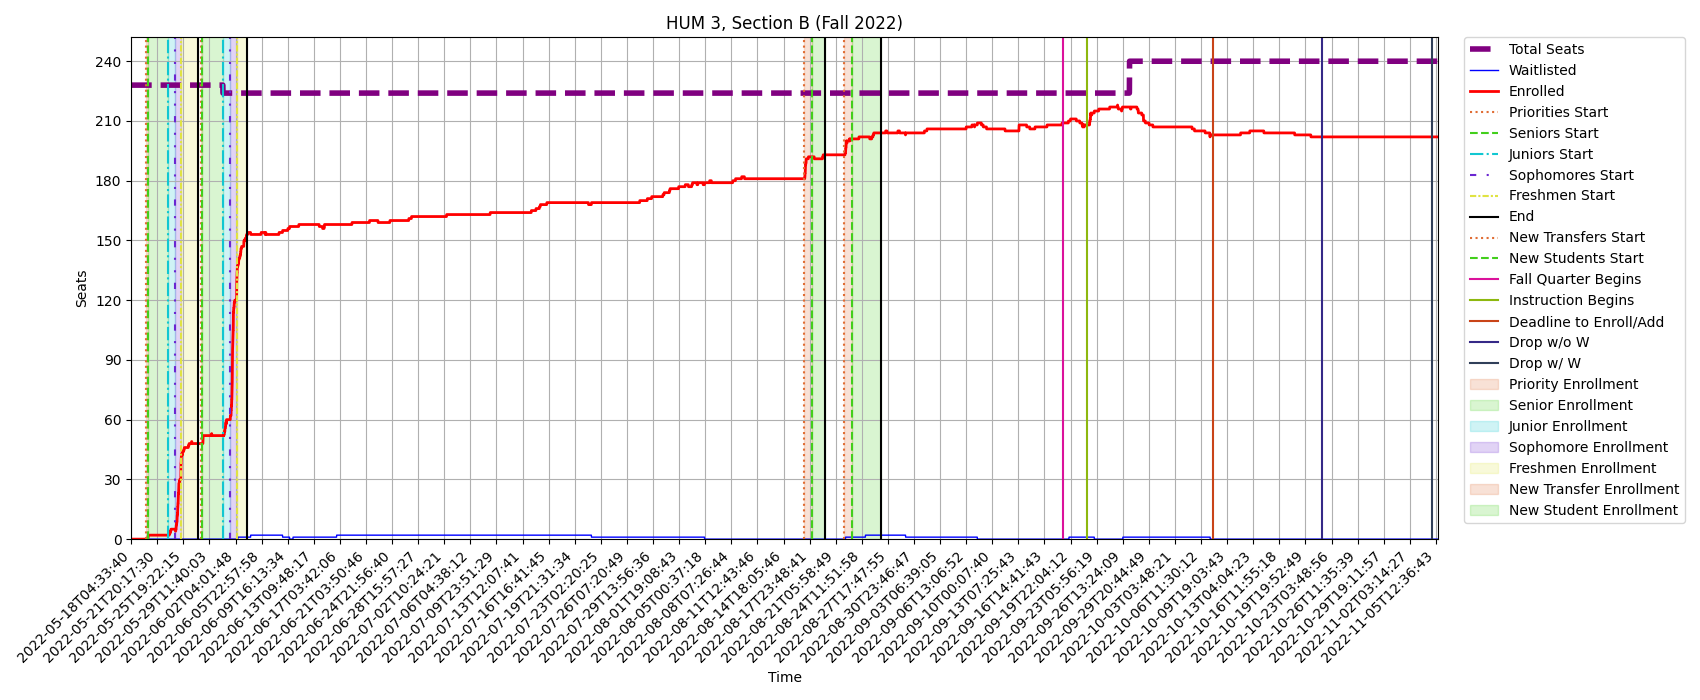 HUM 3, Section B (Fall 2022)
Seats
240
210
180
150
120
90
60
30
0
2022-05-18T04:33:40
2022-05-21T20:17:30
2022-05-25T19:22:15
2022-05-29T11:40:03
2022-06-02T04:01:48
2022-06-05T22:57:58
2022-06-09T16:13:34
2022-06-13T09:48:17
2022-06-17T03:42:06
2022-06-21T03:50:46
2022-06-24T21:56:40
2022-06-28T15:57:27
2022-07-02T10:24:21
2022-07-06T04:38:12
2022-07-09T23:51:29
2022-07-13T12:07:41
2022-07-16T16:41:45
2022-07-19T21:31:34
2022-07-23T02:20:25
2022-07-26T07:20:49
2022-07-29T13:56:36
2022-08-01T19:08:43
2022-08-05T00:37:18
2022-08-08T07:26:44
2022-08-11T12:43:46
2022-08-14T18:05:46
2022-08-17T23:48:41
2022-08-21T05:58:49
2022-08-24T11:51:58
2022-08-27T17:47:55
2022-08-30T23:46:47
2022-09-03T06:39:05
2022-09-06T13:06:52
2022-09-10T00:07:40
2022-09-13T07:25:43
2022-09-16T14:41:43
2022-09-19T22:04:12
2022-09-23T05:56:19
2022-09-26T13:24:09
2022-09-29T20:44:49
2022-10-03T03:48:21
2022-10-06T11:30:12
2022-10-09T19:03:43
2022-10-13T04:04:23
2022-10-16T11:55:18
2022-10-19T19:52:49
2022-10-23T03:48:56
2022-10-26T11:35:39
2022-10-29T19:11:57
2022-11-02T03:14:27
2022-11-05T12:36:43
Time
Total Seats
Waitlisted
Enrolled
Priorities Start
Seniors Start
Juniors Start
Sophomores Start
Freshmen Start
End
New Transfers Start
New Students Start
Fall Quarter Begins
Instruction Begins
Deadline to Enroll/Add
Drop w/o W
Drop w/ W
Priority Enrollment
Senior Enrollment
Junior Enrollment
Sophomore Enrollment
Freshmen Enrollment
New Transfer Enrollment
New Student Enrollment